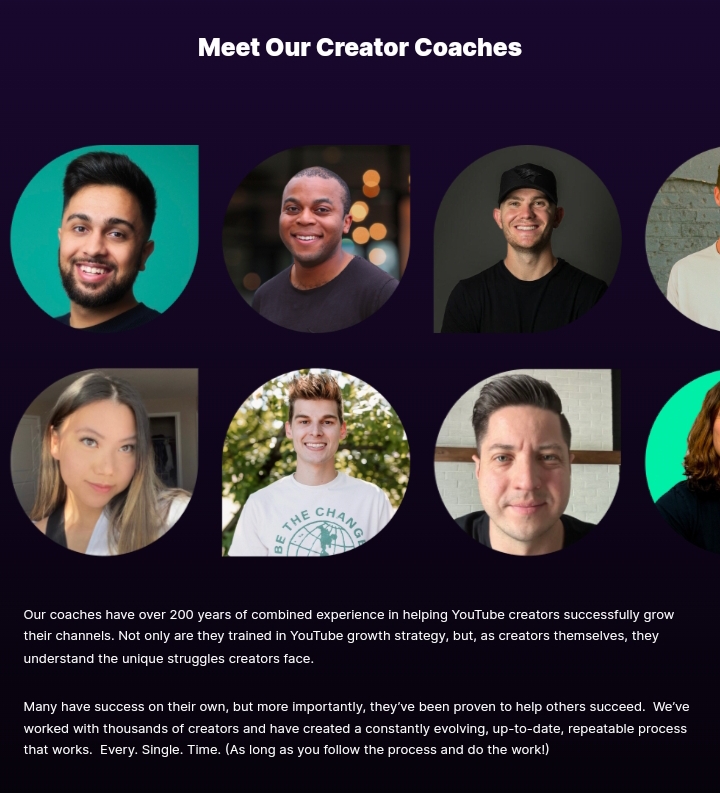 Meet Our Creator Coaches
BE THE CHANGE
Our coaches have over 200 years of combined experience in helping YouTube creators successfully grow
their channels. Not only are they trained in YouTube growth strategy, but, as creators themselves, they
understand the unique struggles creators face.
Many have success on their own, but more importantly, they’ve been proven to help others succeed.  We’ve
worked with thousands of creators and have created a constantly evolving, up-to-date, repeatable process
that works.  Every. Single. Time. (As long as you follow the process and do the work!)